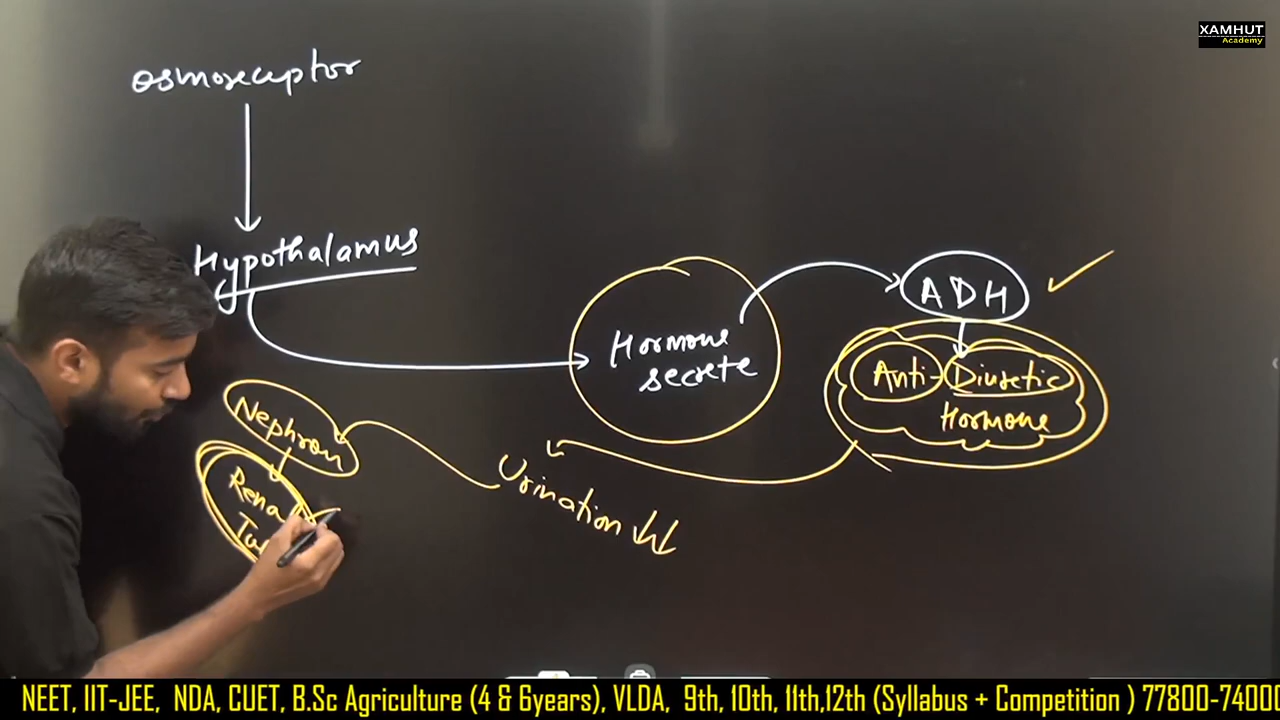 XAMHUT
Academy
osmoreceptor
Hypothalamus
Hormone
secrete
ADH
Anti-Diuretic
Hormone
Nephron
Urination ↓↓
NEET, IIT-JEE, NDA, CUET, B.Sc Agriculture (4 & 6years), VLDA, 9th, 10th, 11th,12th (Syllabus + Competition ) 77800-74000